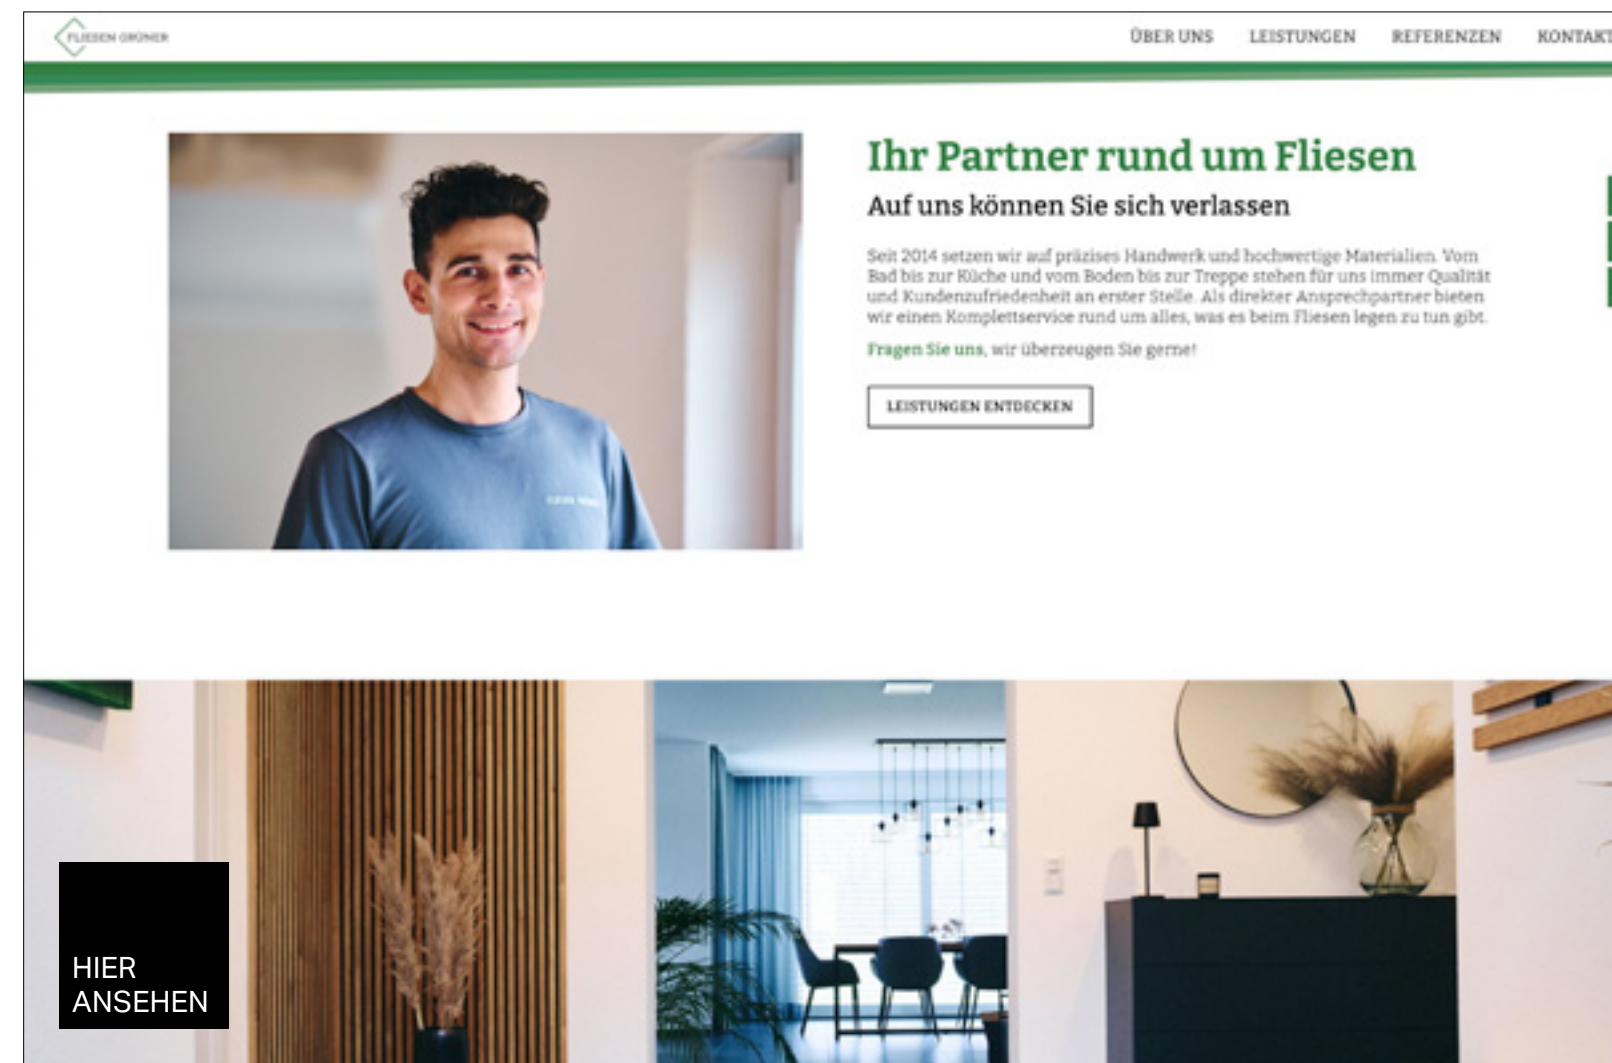 FLIESEN GRÜNER
ÜBER UNS LEISTUNGEN REFERENZEN KONTAKT
Ihr Partner rund um Fliesen
Auf uns können Sie sich verlassen
Seit 2014 setzen wir auf präzises Handwerk und hochwertige Materialien. Vom
Bad bis zur Küche und vom Boden bis zur Treppe stehen für uns immer Qualität
und Kundenzufriedenheit an erster Stelle. Als direkter Ansprechpartner bieten
wir einen Komplettservice rund um alles, was es beim Fliesen legen zu tun gibt.
Fragen Sie uns, wir überzeugen Sie gerne!
LEISTUNGEN ENTDECKEN
HIER
ANSEHEN